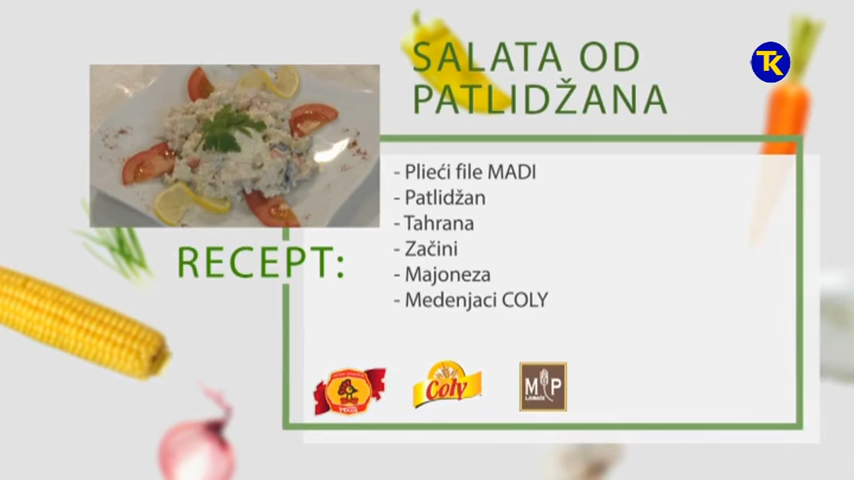 SALATA OD
PATLIDŽANA
TK
- Plieći file MADI
- Patlidžan
- Tahrana
- Začini
- Majoneza
- Medenjaci COLY
RECEPT:
Coly
MP